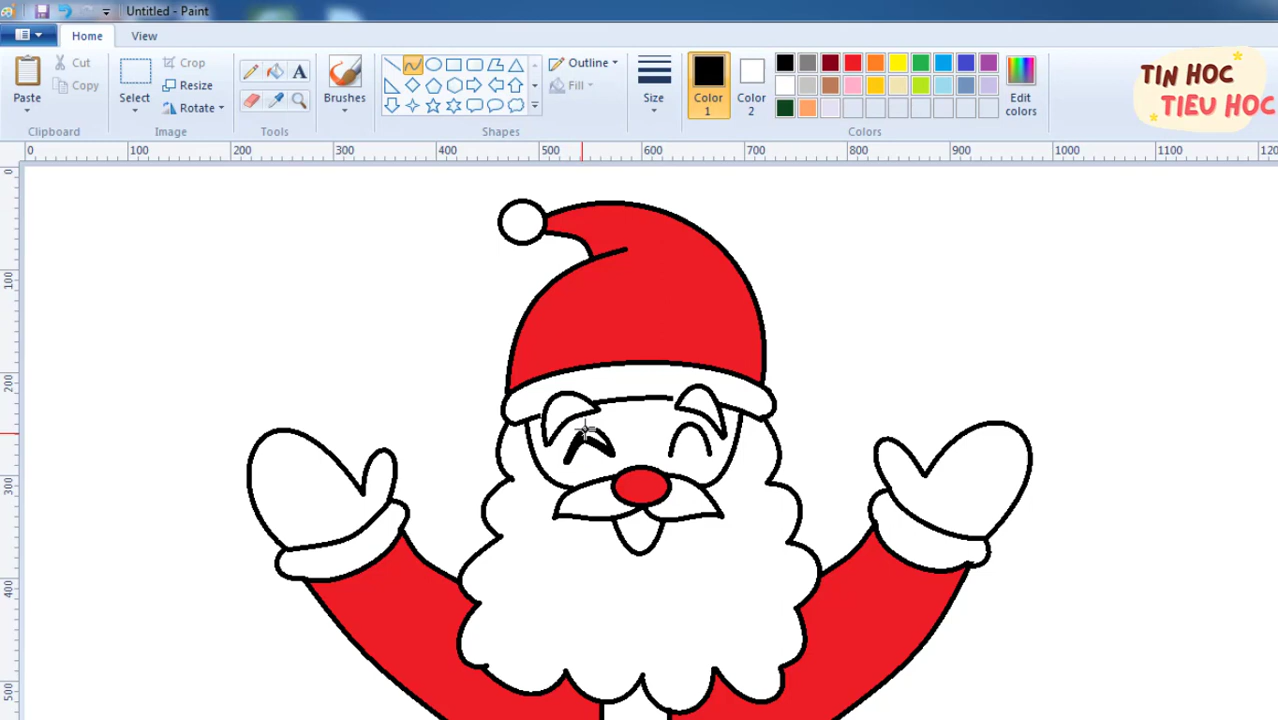 Untitled - Paint
Home View
Paste
Cut
Copy
Clipboard
Select
Crop
Resize
Rotate
Image
A
Tools
Brushes
Shapes
Outline
Fill
Size
Color 1
Color 2
Edit colors
Colors
TIN HOC
TIEU HOC
0 100 200 300 400 500 600 700 800 900 1000 1100
0
100
200
300
400
500